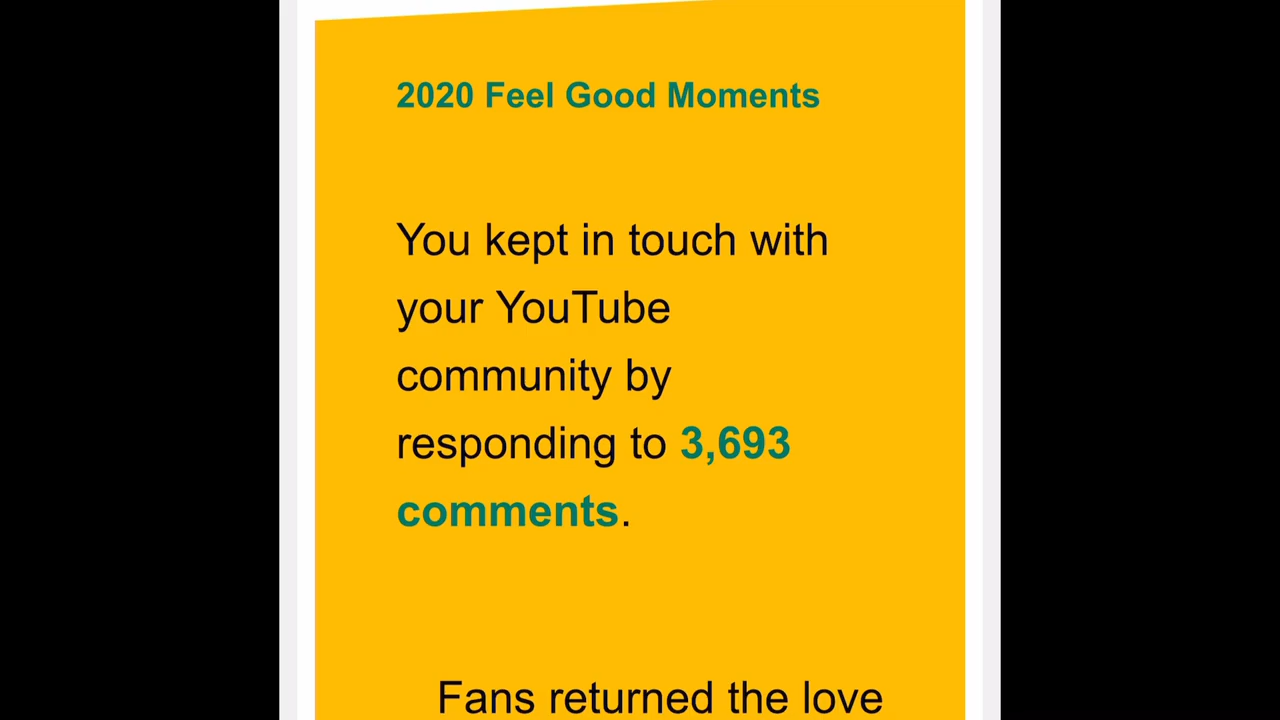 2020 Feel Good Moments
You kept in touch with
your YouTube
community by
responding to 3,693
comments.
Fans returned the love